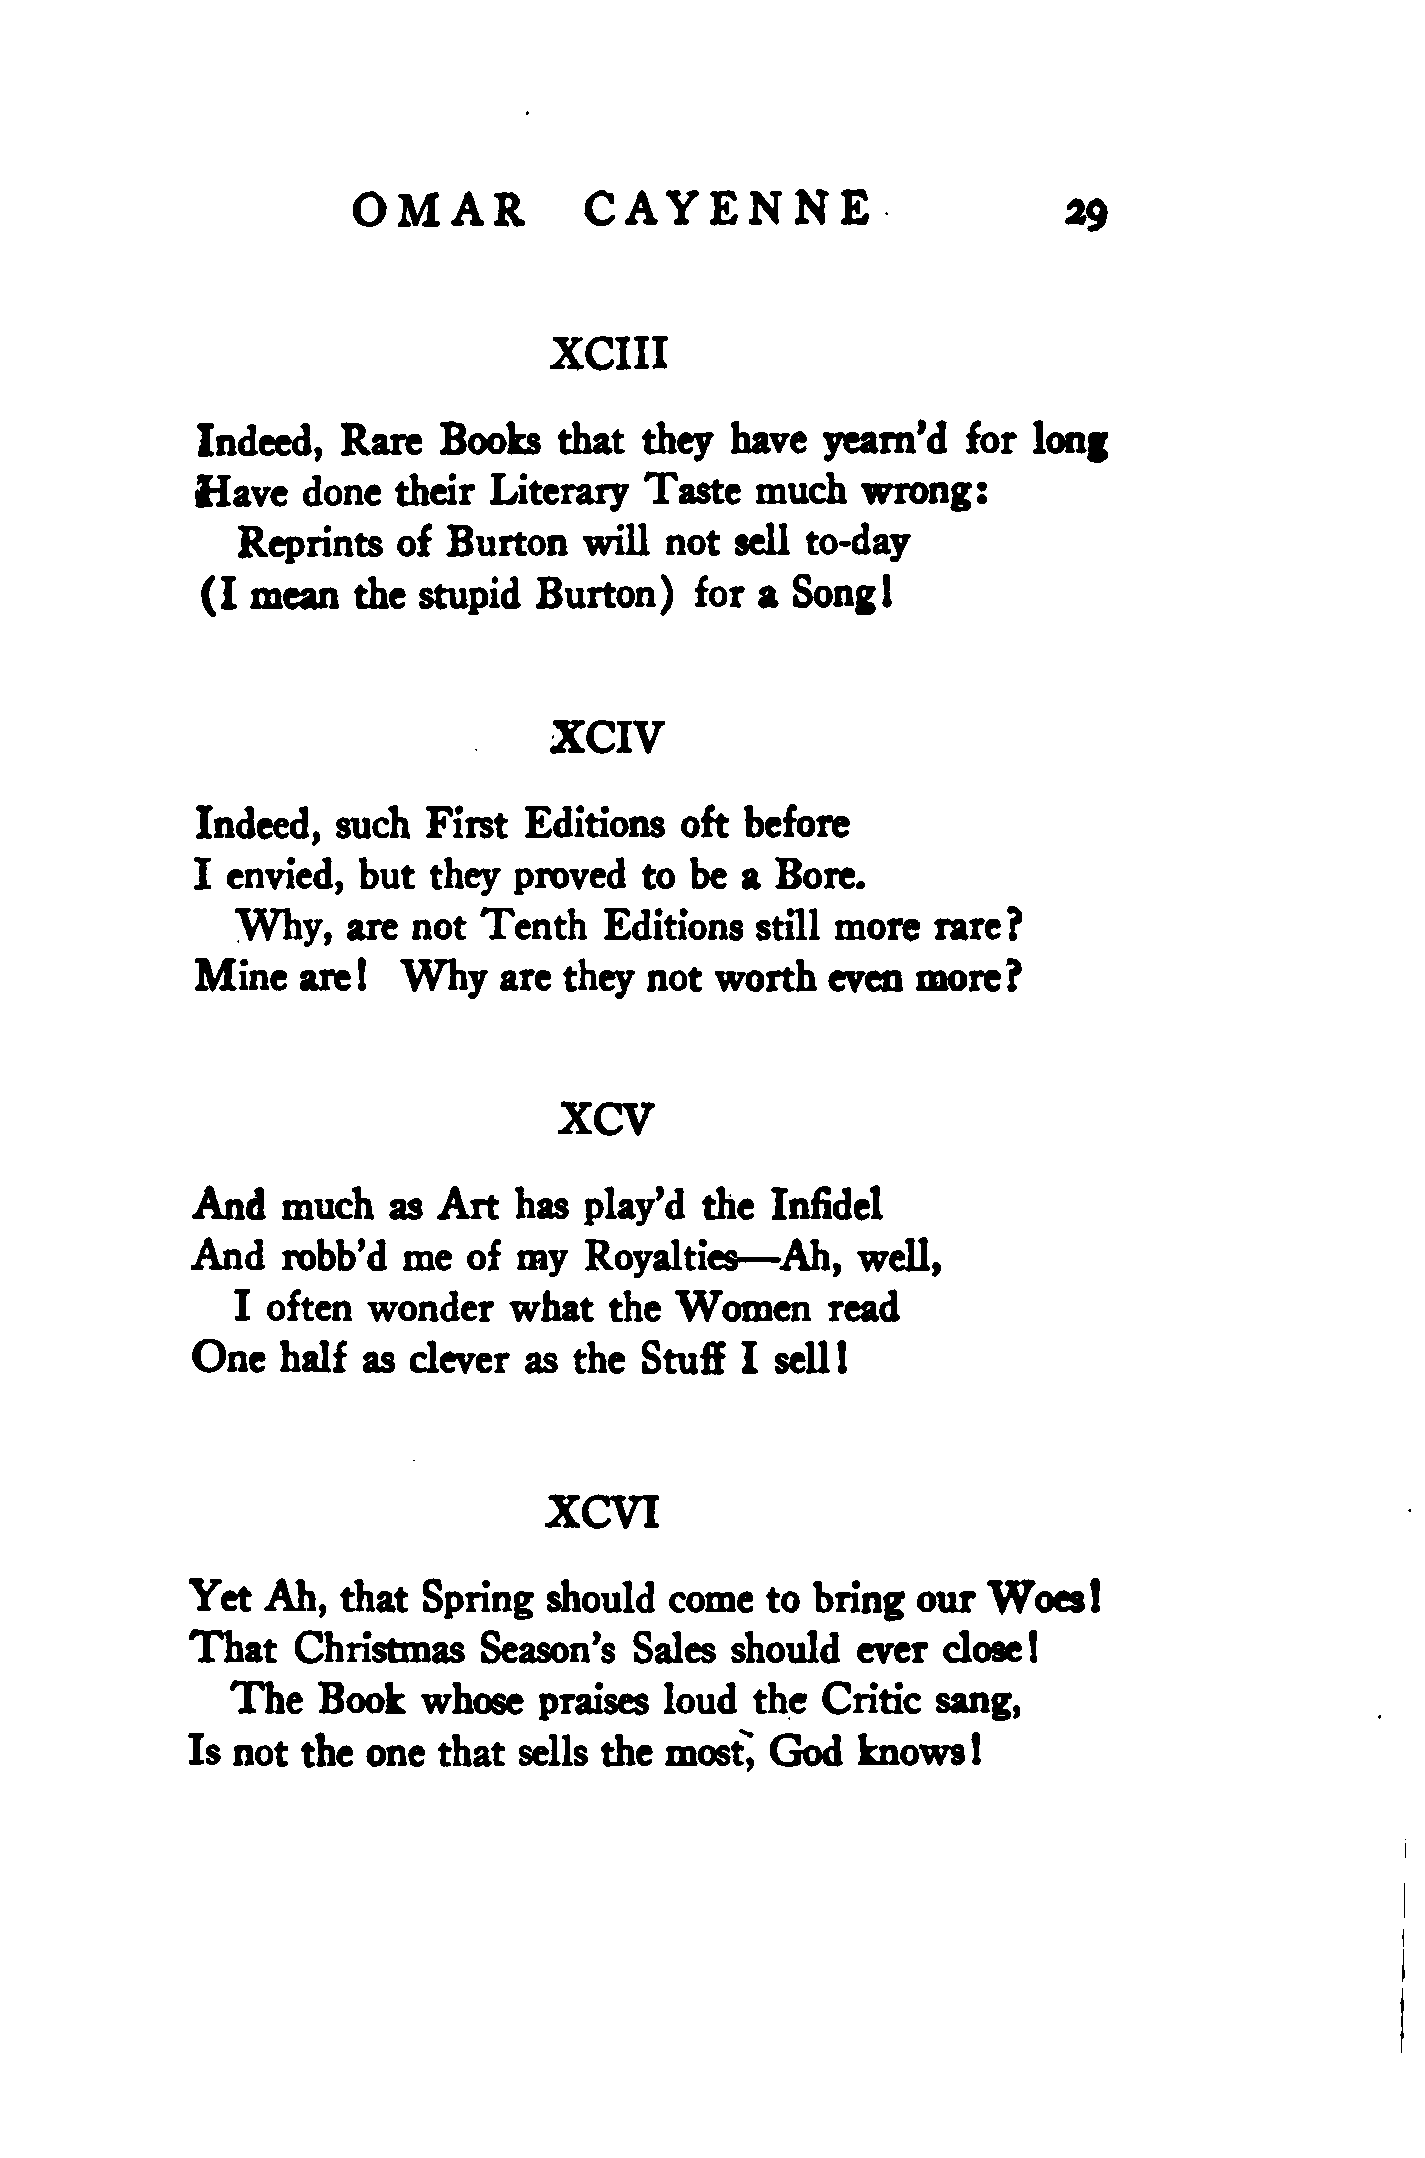 OMAR CAYENNE 29
XCIII
Indeed, Rare Books that they have yearn'd for long
Have done their Literary Taste much wrong:
Reprints of Burton will not sell to-day
(I mean the stupid Burton) for a Song!
XCIV
Indeed, such First Editions oft before
I envied, but they proved to be a Bore.
Why, are not Tenth Editions still more rare?
Mine are! Why are they not worth even more?
XCV
And much as Art has play'd the Infidel
And robb'd me of my Royalties—Ah, well,
I often wonder what the Women read
One half as clever as the Stuff I sell!
XCVI
Yet Ah, that Spring should come to bring our Woes!
That Christmas Season's Sales should ever close!
The Book whose praises loud the Critic sang,
Is not the one that sells the most, God knows!